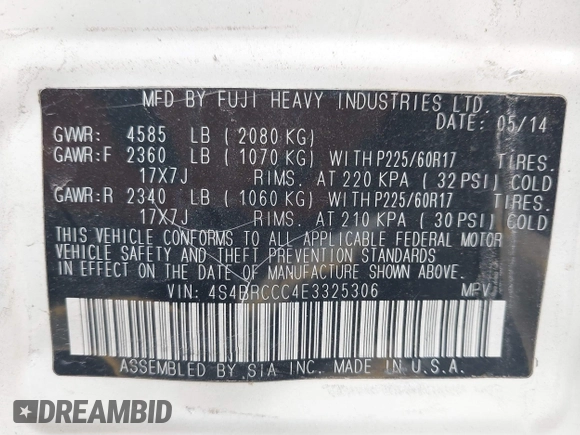 MFD BY FUJI HEAVY INDUSTRIES LTD.
DATE: 05/14
GVWR: 4585 LB ( 2080 KG)
GAWR:F 2360 LB ( 1070 KG) WITH P225/60R17 TIRES.
17X7J RIMS. AT 220 KPA ( 32 PSI) COLD
GAWR:R 2340 LB ( 1060 KG) WITH P225/60R17 TIRES.
17X7J RIMS. AT 210 KPA ( 30 PSI) COLD
THIS VEHICLE CONFORMS TO ALL APPLICABLE FEDERAL MOTOR
VEHICLE SAFETY AND THEFT PREVENTION STANDARDS
IN EFFECT ON THE DATE OF MANUFACTURE SHOWN ABOVE.
VIN: 4S4BRCCC4E3325306 MPV
ASSEMBLED BY SIA INC. MADE IN U.S.A.
DREAMBID